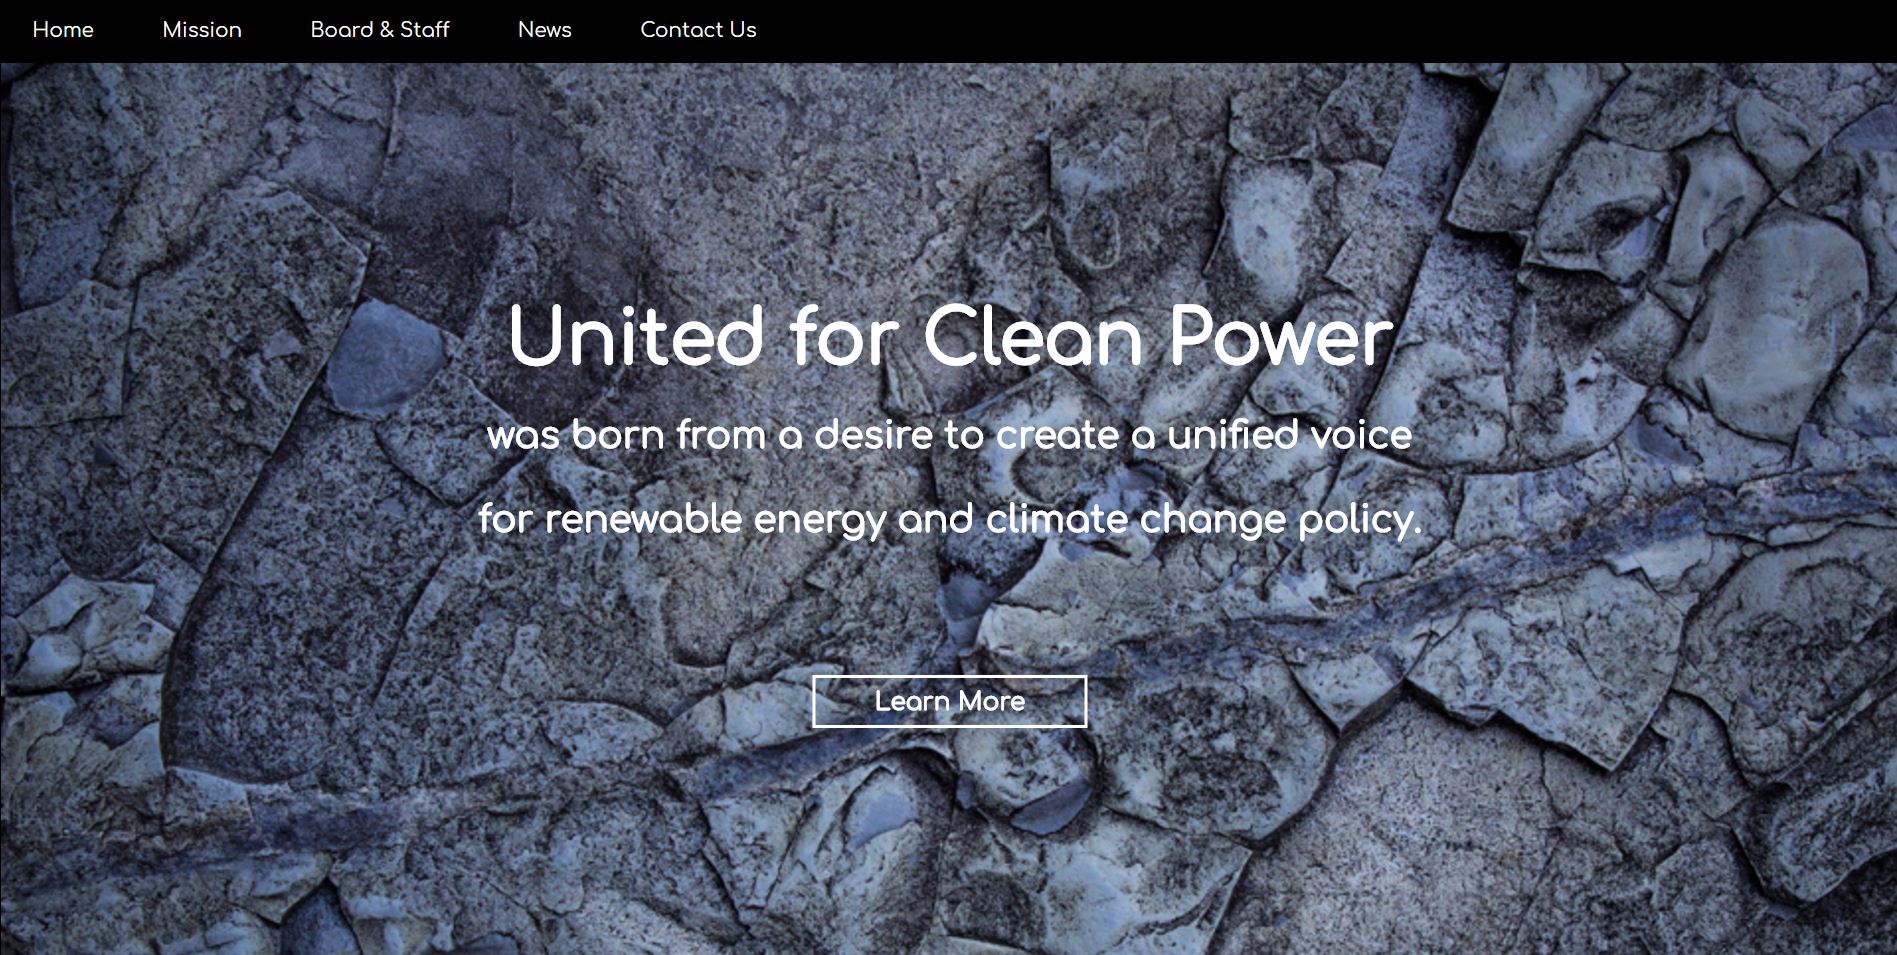 Home Mission Board & Staff News Contact Us
United for Clean Power
was born from a desire to create a unified voice
for renewable energy and climate change policy.
Learn More